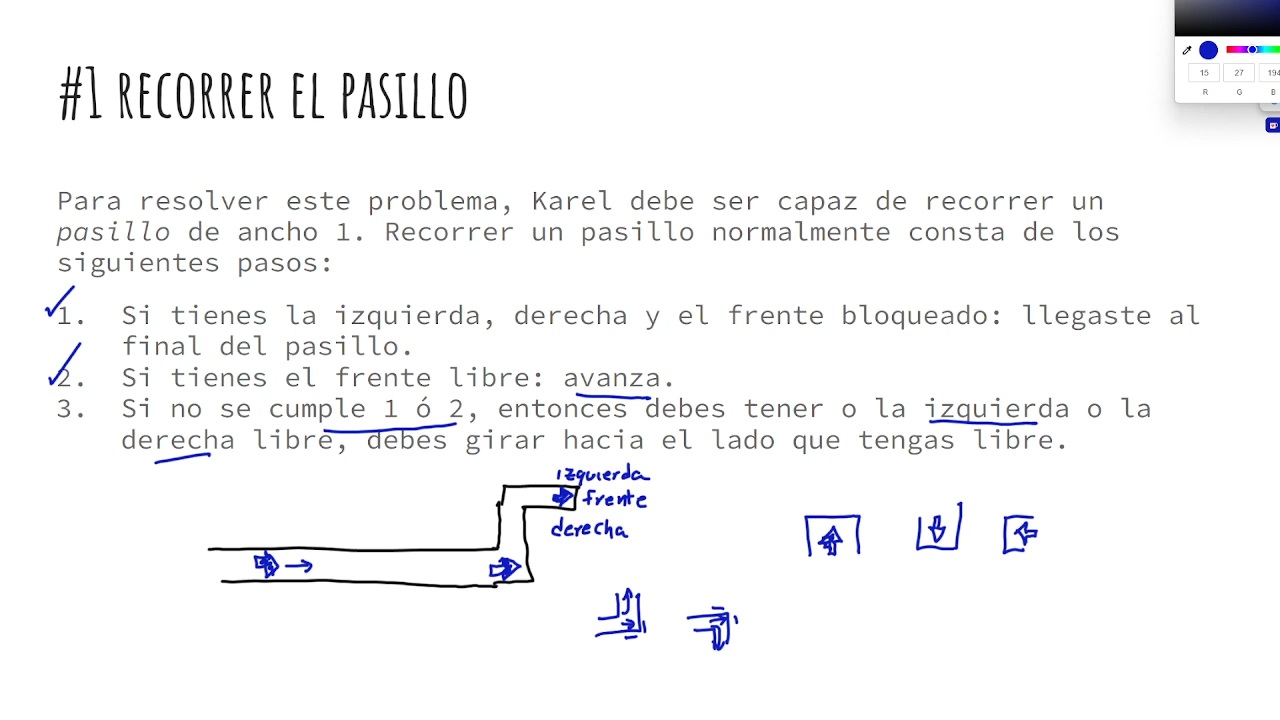 #1 RECORRER EL PASILLO
15
27
194
R
G
B
Para resolver este problema, Karel debe ser capaz de recorrer un
pasillo de ancho 1. Recorrer un pasillo normalmente consta de los
siguientes pasos:
1. Si tienes la izquierda, derecha y el frente bloqueado: llegaste al
final del pasillo.
2. Si tienes el frente libre: avanza.
3. Si no se cumple 1 ó 2, entonces debes tener o la izquierda o la
derecha libre, debes girar hacia el lado que tengas libre.
izquierda
frente
derecha